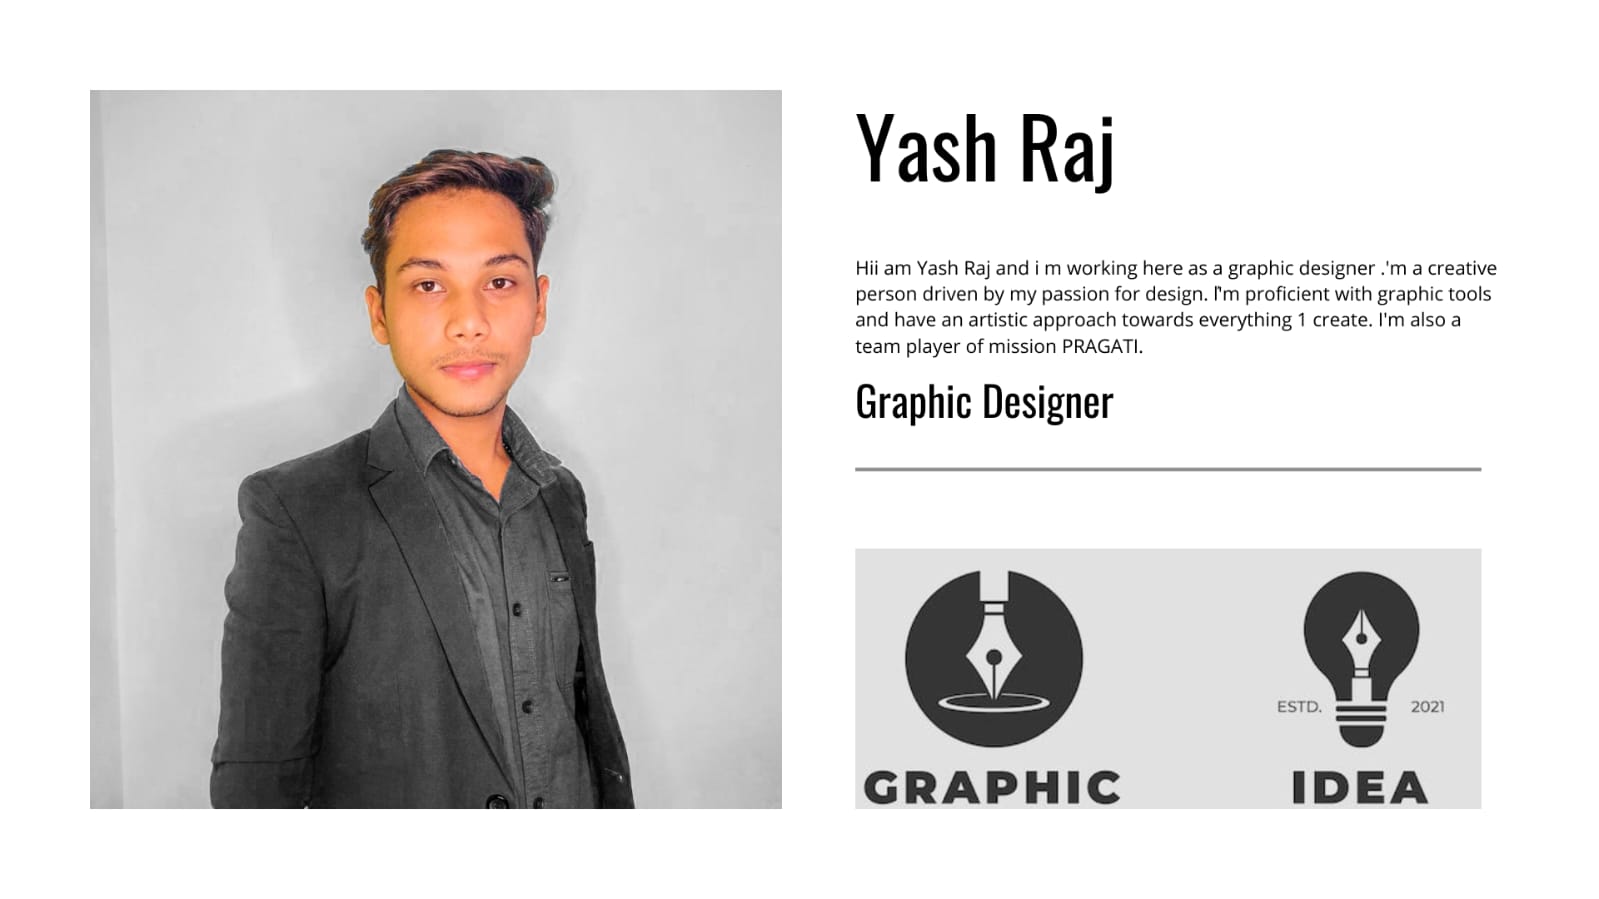 Yash Raj
Hii am Yash Raj and i m working here as a graphic designer .'m a creative
person driven by my passion for design. I'm proficient with graphic tools
and have an artistic approach towards everything 1 create. I'm also a
team player of mission PRAGATI.
Graphic Designer
ESTD. 2021
GRAPHIC IDEA